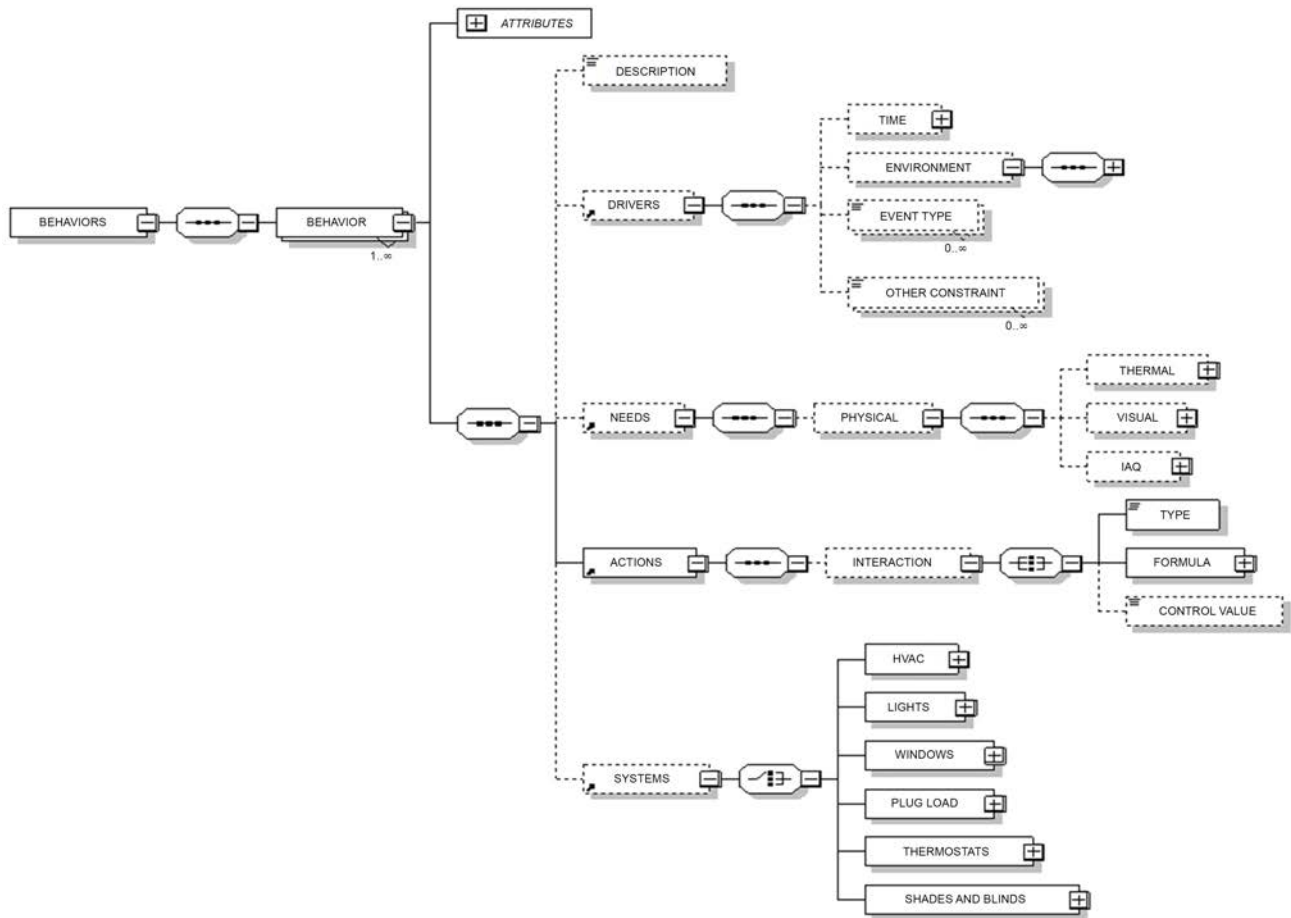 ATTRIBUTES
DESCRIPTION
TIME
ENVIRONMENT
DRIVERS
EVENT TYPE
0..∞
BEHAVIORS
BEHAVIOR
1..∞
OTHER CONSTRAINT
0..∞
THERMAL
NEEDS
PHYSICAL
VISUAL
IAQ
TYPE
ACTIONS
INTERACTION
FORMULA
CONTROL VALUE
HVAC
LIGHTS
WINDOWS
SYSTEMS
PLUG LOAD
THERMOSTATS
SHADES AND BLINDS